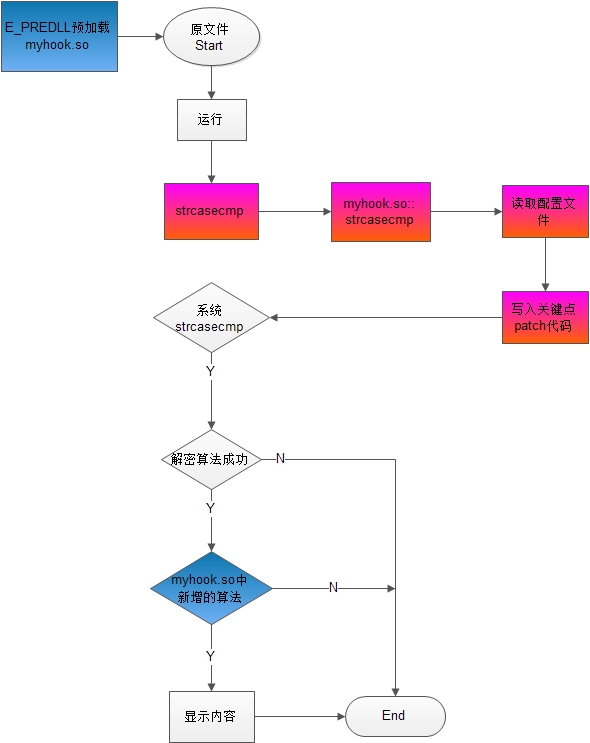 E_PREDLL预加载
myhook.so
原文件
Start
运行
strcasecmp
myhook.so::
strcasecmp
读取配置文
件
写入关键点
patch代码
系统
strcasecmp
Y
解密算法成功
N
Y
myhook.so中
新增的算法
N
Y
显示内容
End